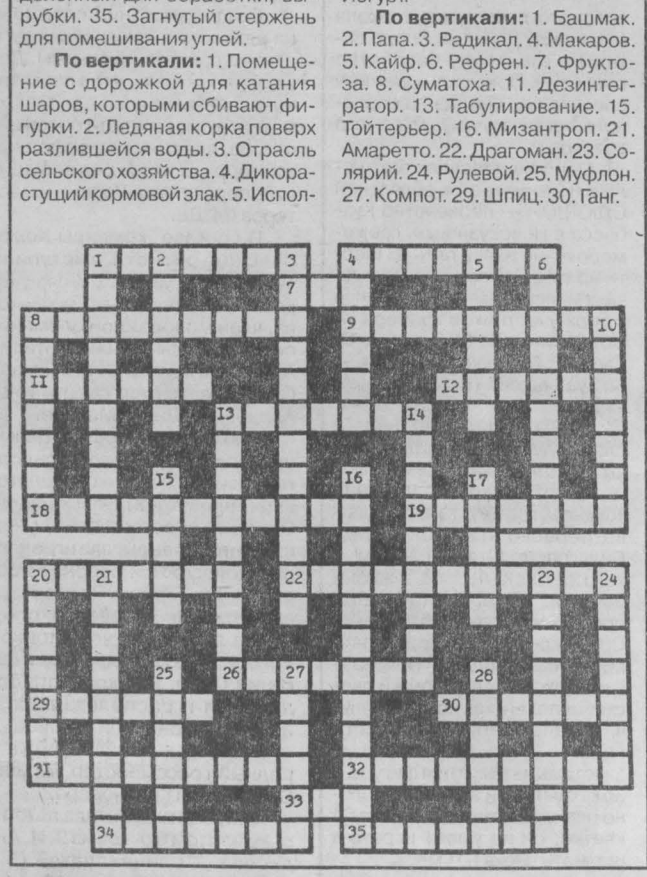 деленный для обработки, вы-
рубки. 35. Загнутый стержень
для помешивания углей.
По вертикали: 1. Помеще-
ние с дорожкой для катания
шаров, которыми сбивают фи-
гурки. 2. Ледяная корка поверх
разлившейся воды. 3. Отрасль
сельского хозяйства. 4. Дикора-
стущий кормовой злак. 5. Испол-
По вертикали: 1. Башмак.
2. Папа. 3. Радикал. 4. Макаров.
5. Кайф. 6. Рефрен. 7. Фрукто-
за. 8. Суматоха. 11. Дезинтег-
ратор. 13. Табулирование. 15.
Тойтерьер. 16. Мизантроп. 21.
Амаретто. 22. Драгоман. 23. Со-
лярий. 24. Рулевой. 25. Муфлон.
27. Компот. 29. Шпиц. 30. Ганг.
1 2 3 4 5 6
7
8 9 10
11 12
13 14
15 16 17
18 19
20 21 22 23 24
25 26 27 28
29 30
31 32
33
34 35